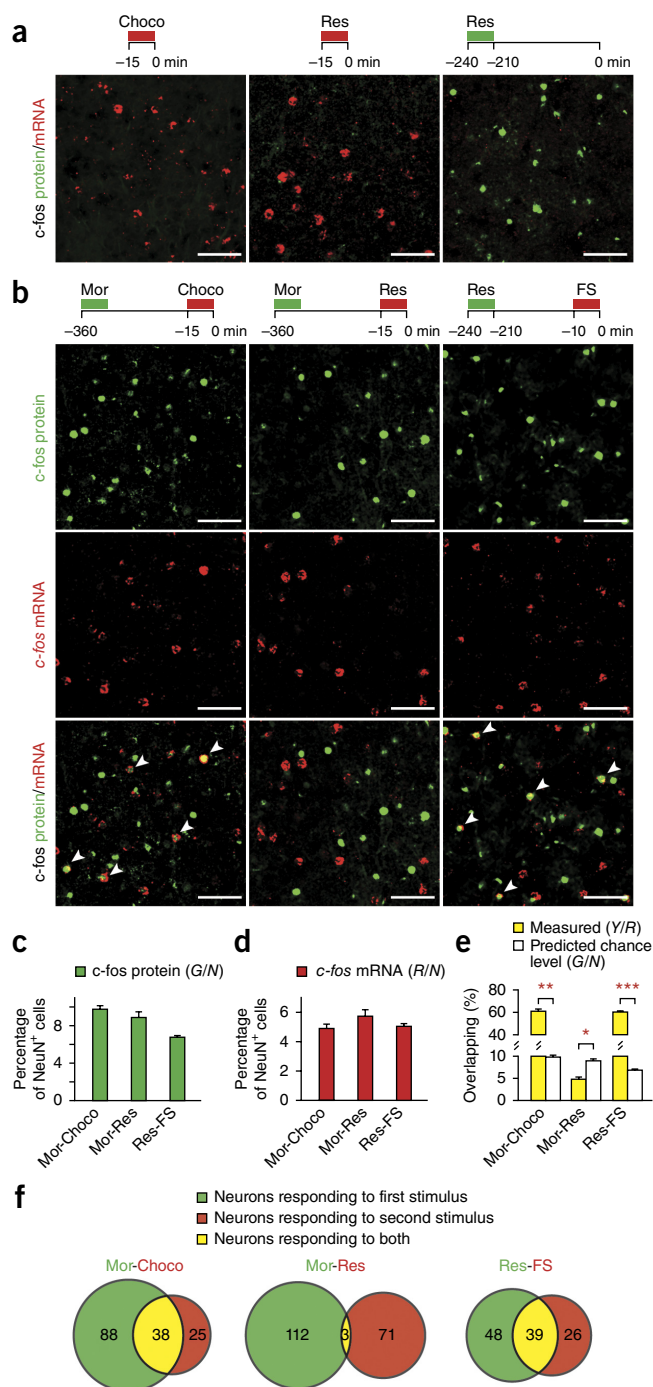 a
Choco Res Res
–15 0 min –15 0 min –240 –210 0 min
c-fos protein/mRNA
b
Mor Choco Mor Res Res FS
–360 –15 0 min –360 –15 0 min –240 –210 –10 0 min
c-fos protein
c-fos mRNA
c-fos protein/mRNA
c
c-fos protein (G/N)
Percentage
of NeuN+ cells
10
5
0
Mor-Choco Mor-Res Res-FS
d
c-fos mRNA (R/N)
Percentage
of NeuN+ cells
6
4
2
0
Mor-Choco Mor-Res Res-FS
e
Measured (Y/R)
Predicted chance
level (G/N)
Overlapping (%)
80
60
40
10
5
0
** * ***
Mor-Choco Mor-Res Res-FS
f
Neurons responding to first stimulus
Neurons responding to second stimulus
Neurons responding to both
Mor-Choco Mor-Res Res-FS
88 38 25 112 3 71 48 39 26